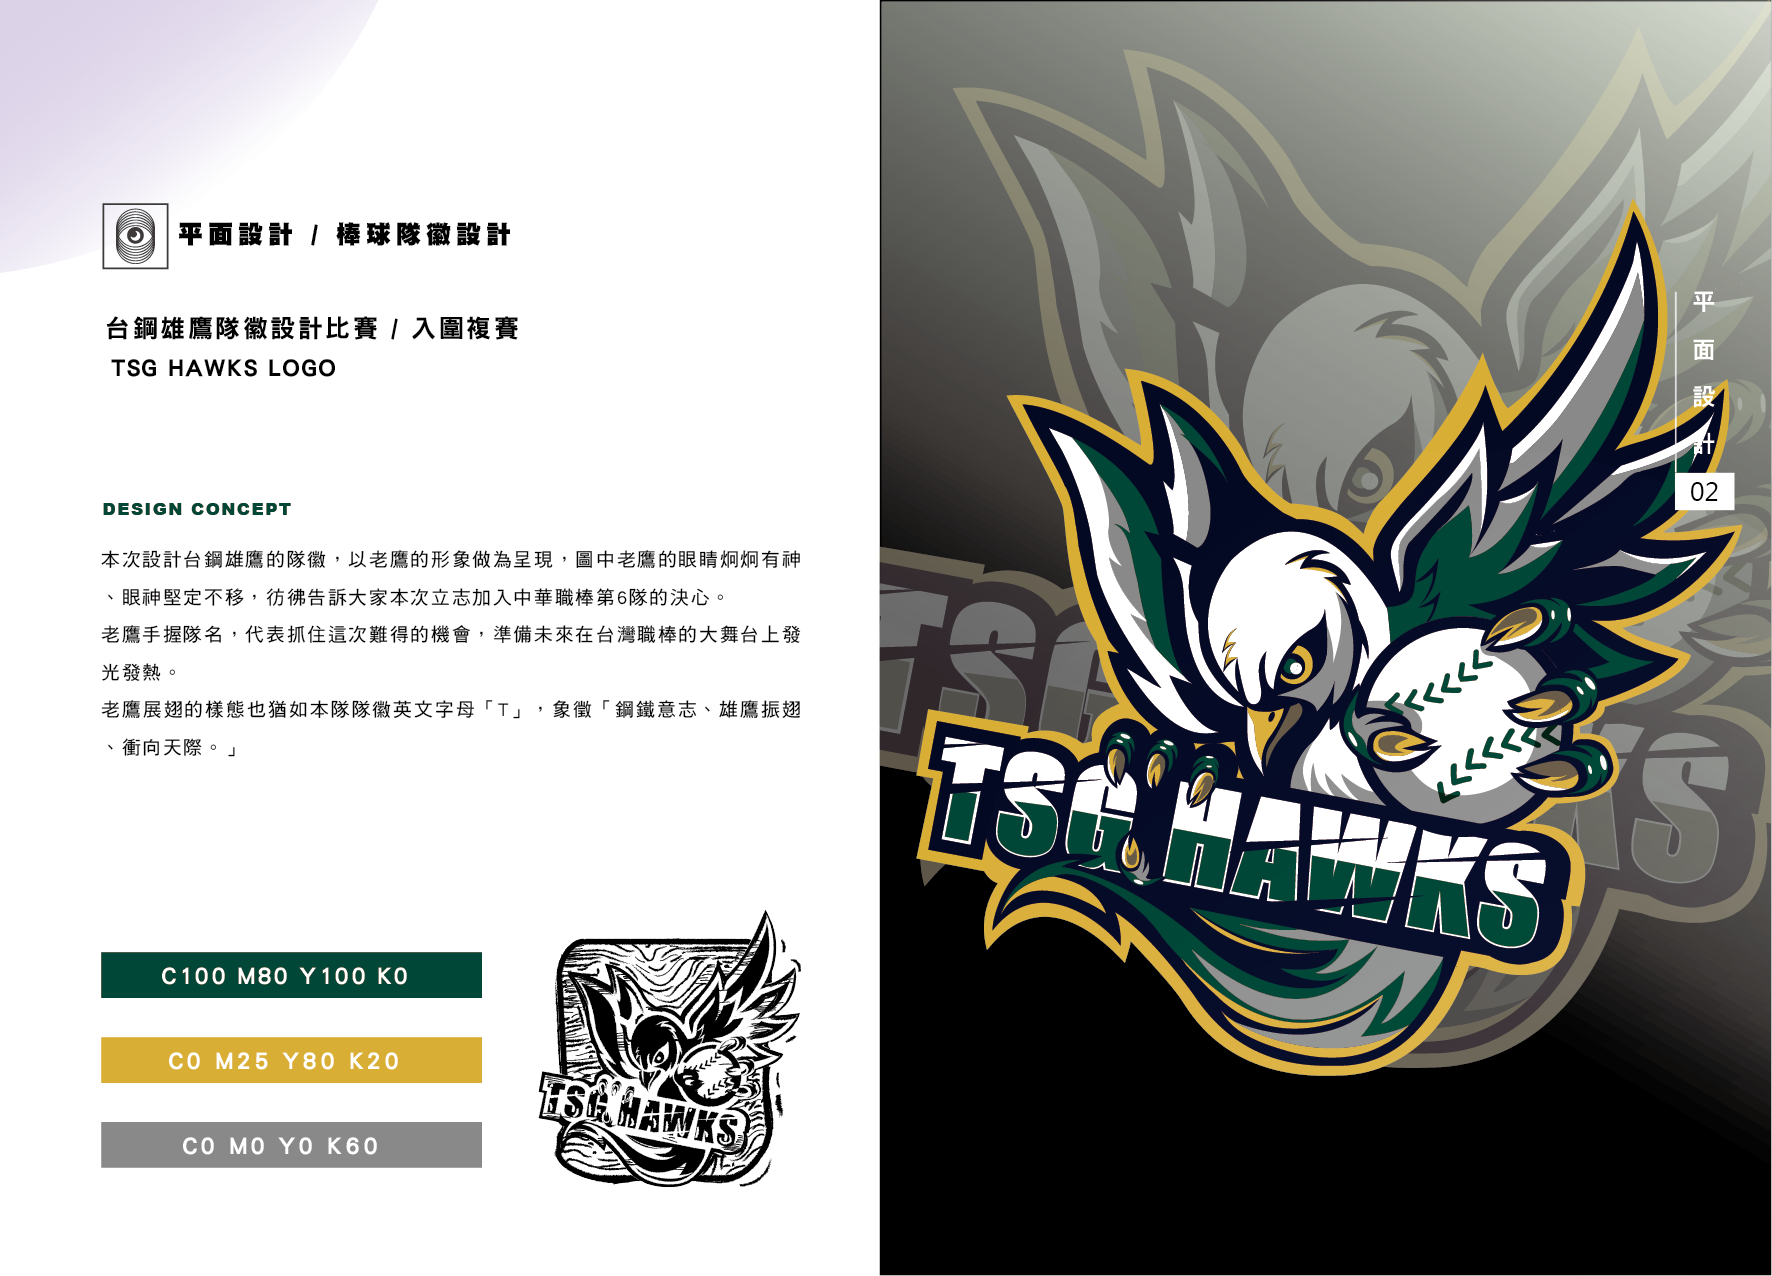 平面設計 / 棒球隊徽設計
台鋼雄鷹隊徽設計比賽 / 入圍複賽
TSG HAWKS LOGO
DESIGN CONCEPT
本次設計台鋼雄鷹的隊徽，以老鷹的形象做為呈現，圖中老鷹的眼睛炯炯有神
、眼神堅定不移，彷彿告訴大家本次立志加入中華職棒第6隊的決心。
老鷹手握隊名，代表抓住這次難得的機會，準備未來在台灣職棒的大舞台上發
光發熱。
老鷹展翅的樣態也猶如本隊隊徽英文字母「T」，象徵「鋼鐵意志、雄鷹振翅
、衝向天際。」
C100 M80 Y100 K0
C0 M25 Y80 K20
C0 M0 Y0 K60
TSG HAWKS
平面設計
02
TSG HAWKS